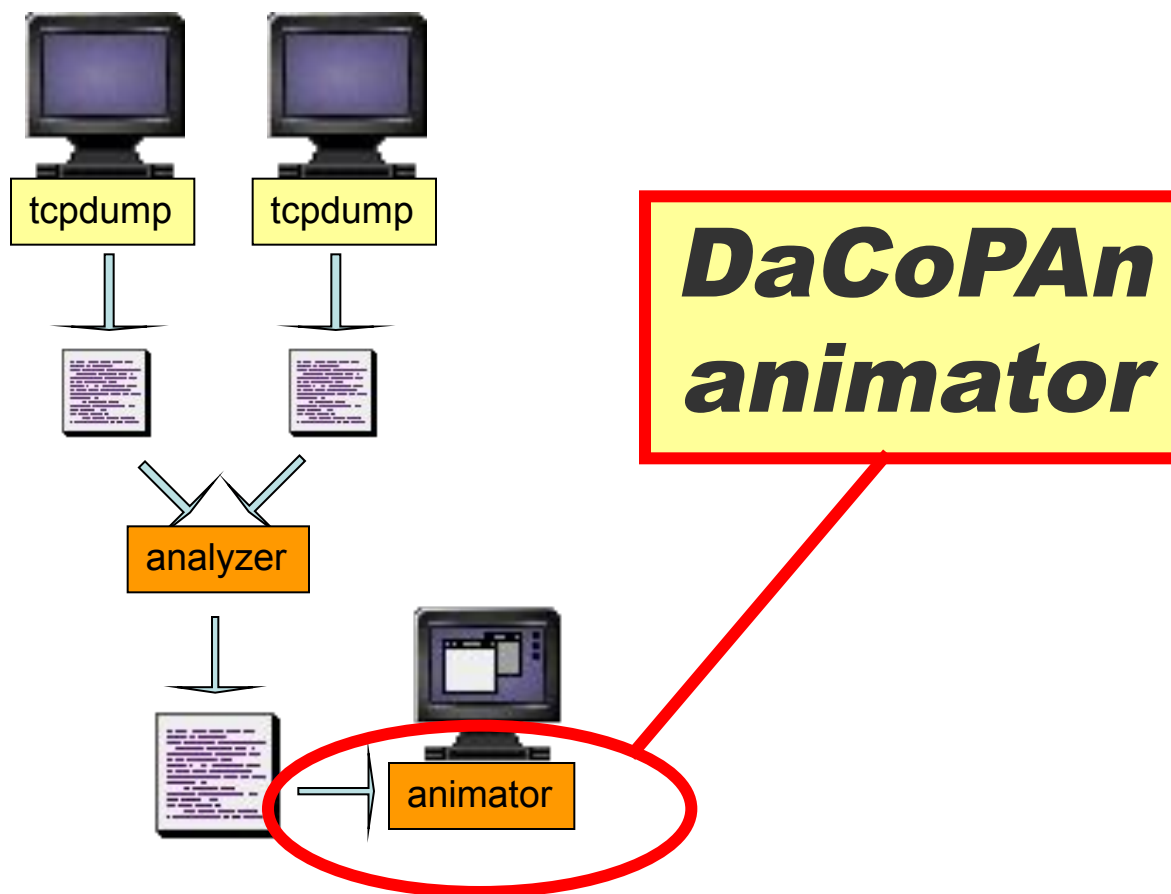 tcpdump
tcpdump
DaCoPAn
animator
analyzer
animator